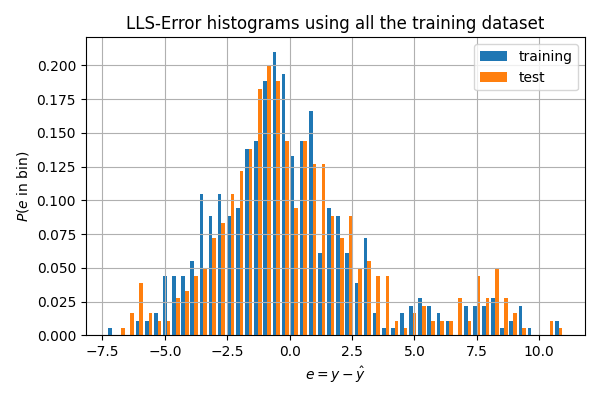 LLS-Error histograms using all the training dataset
training
test
P(e in bin)
0.200
0.175
0.150
0.125
0.100
0.075
0.050
0.025
0.000
−7.5 −5.0 −2.5 0.0 2.5 5.0 7.5 10.0
e = y − ŷ